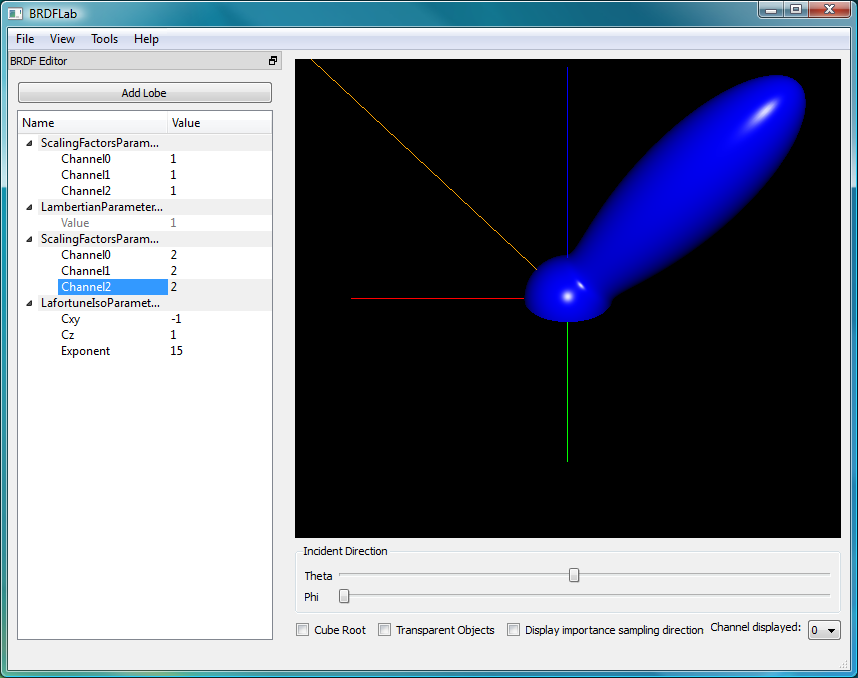 BRDFLab
File View Tools Help
BRDF Editor
Add Lobe
Name Value
ScalingFactorsParam...
Channel0 1
Channel1 1
Channel2 1
LambertianParameter...
Value 1
ScalingFactorsParam...
Channel0 2
Channel1 2
Channel2 2
LafortuneIsoParamet...
Cxy -1
Cz 1
Exponent 15
Incident Direction
Theta
Phi
Cube Root Transparent Objects Display importance sampling direction Channel displayed: 0